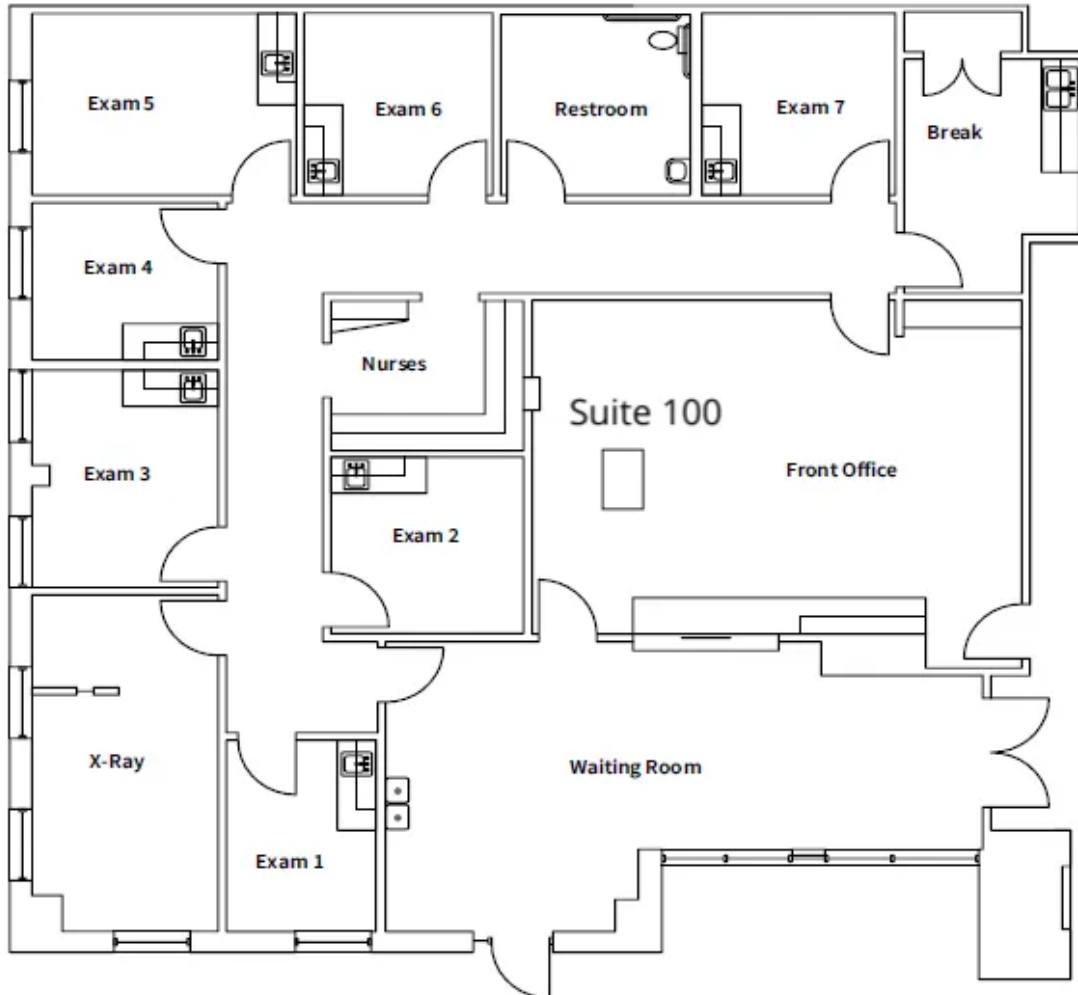 Exam 5
Exam 6
Restroom
Exam 7
Break
Exam 4
Nurses
Suite 100
Exam 3
Front Office
Exam 2
X-Ray
Waiting Room
Exam 1